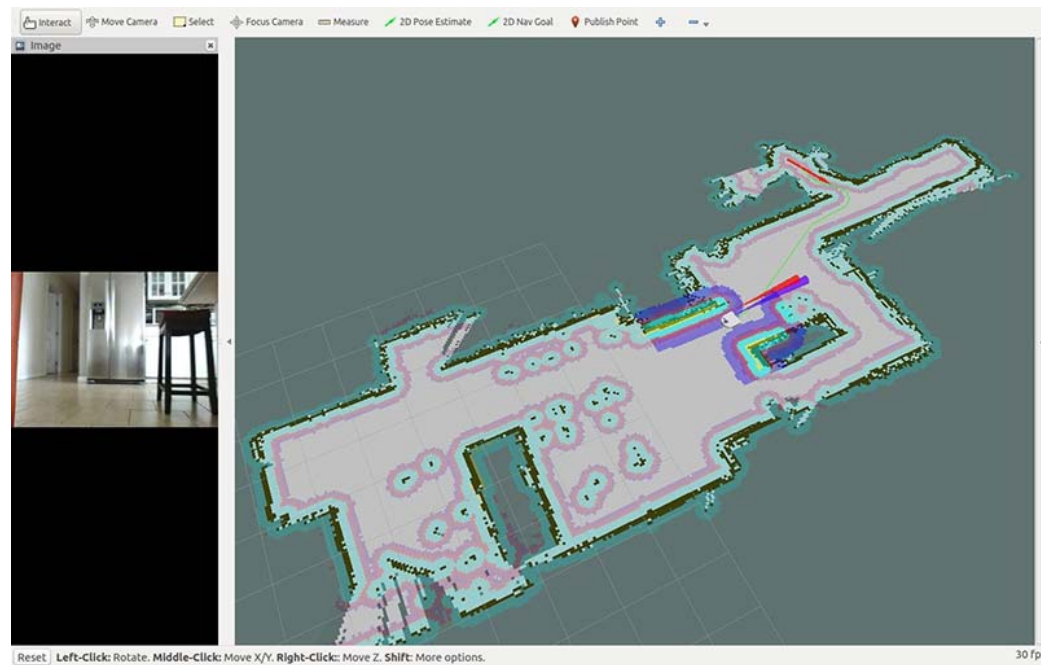 Interact Move Camera Select Focus Camera Measure 2D Pose Estimate 2D Nav Goal Publish Point
Image
Reset Left-Click: Rotate. Middle-Click: Move X/Y. Right-Click:: Move Z. Shift: More options. 30 fp